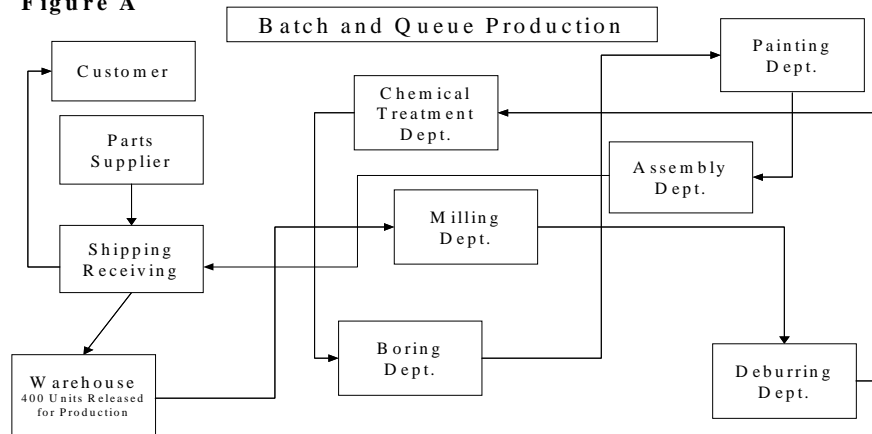 Figure A
Batch and Queue Production
Customer
Painting
Dept.
Chemical
Treatment
Dept.
Parts
Supplier
Assembly
Dept.
Milling
Dept.
Shipping
Receiving
Boring
Dept.
Warehouse
400 Units Released
for Production
Deburring
Dept.